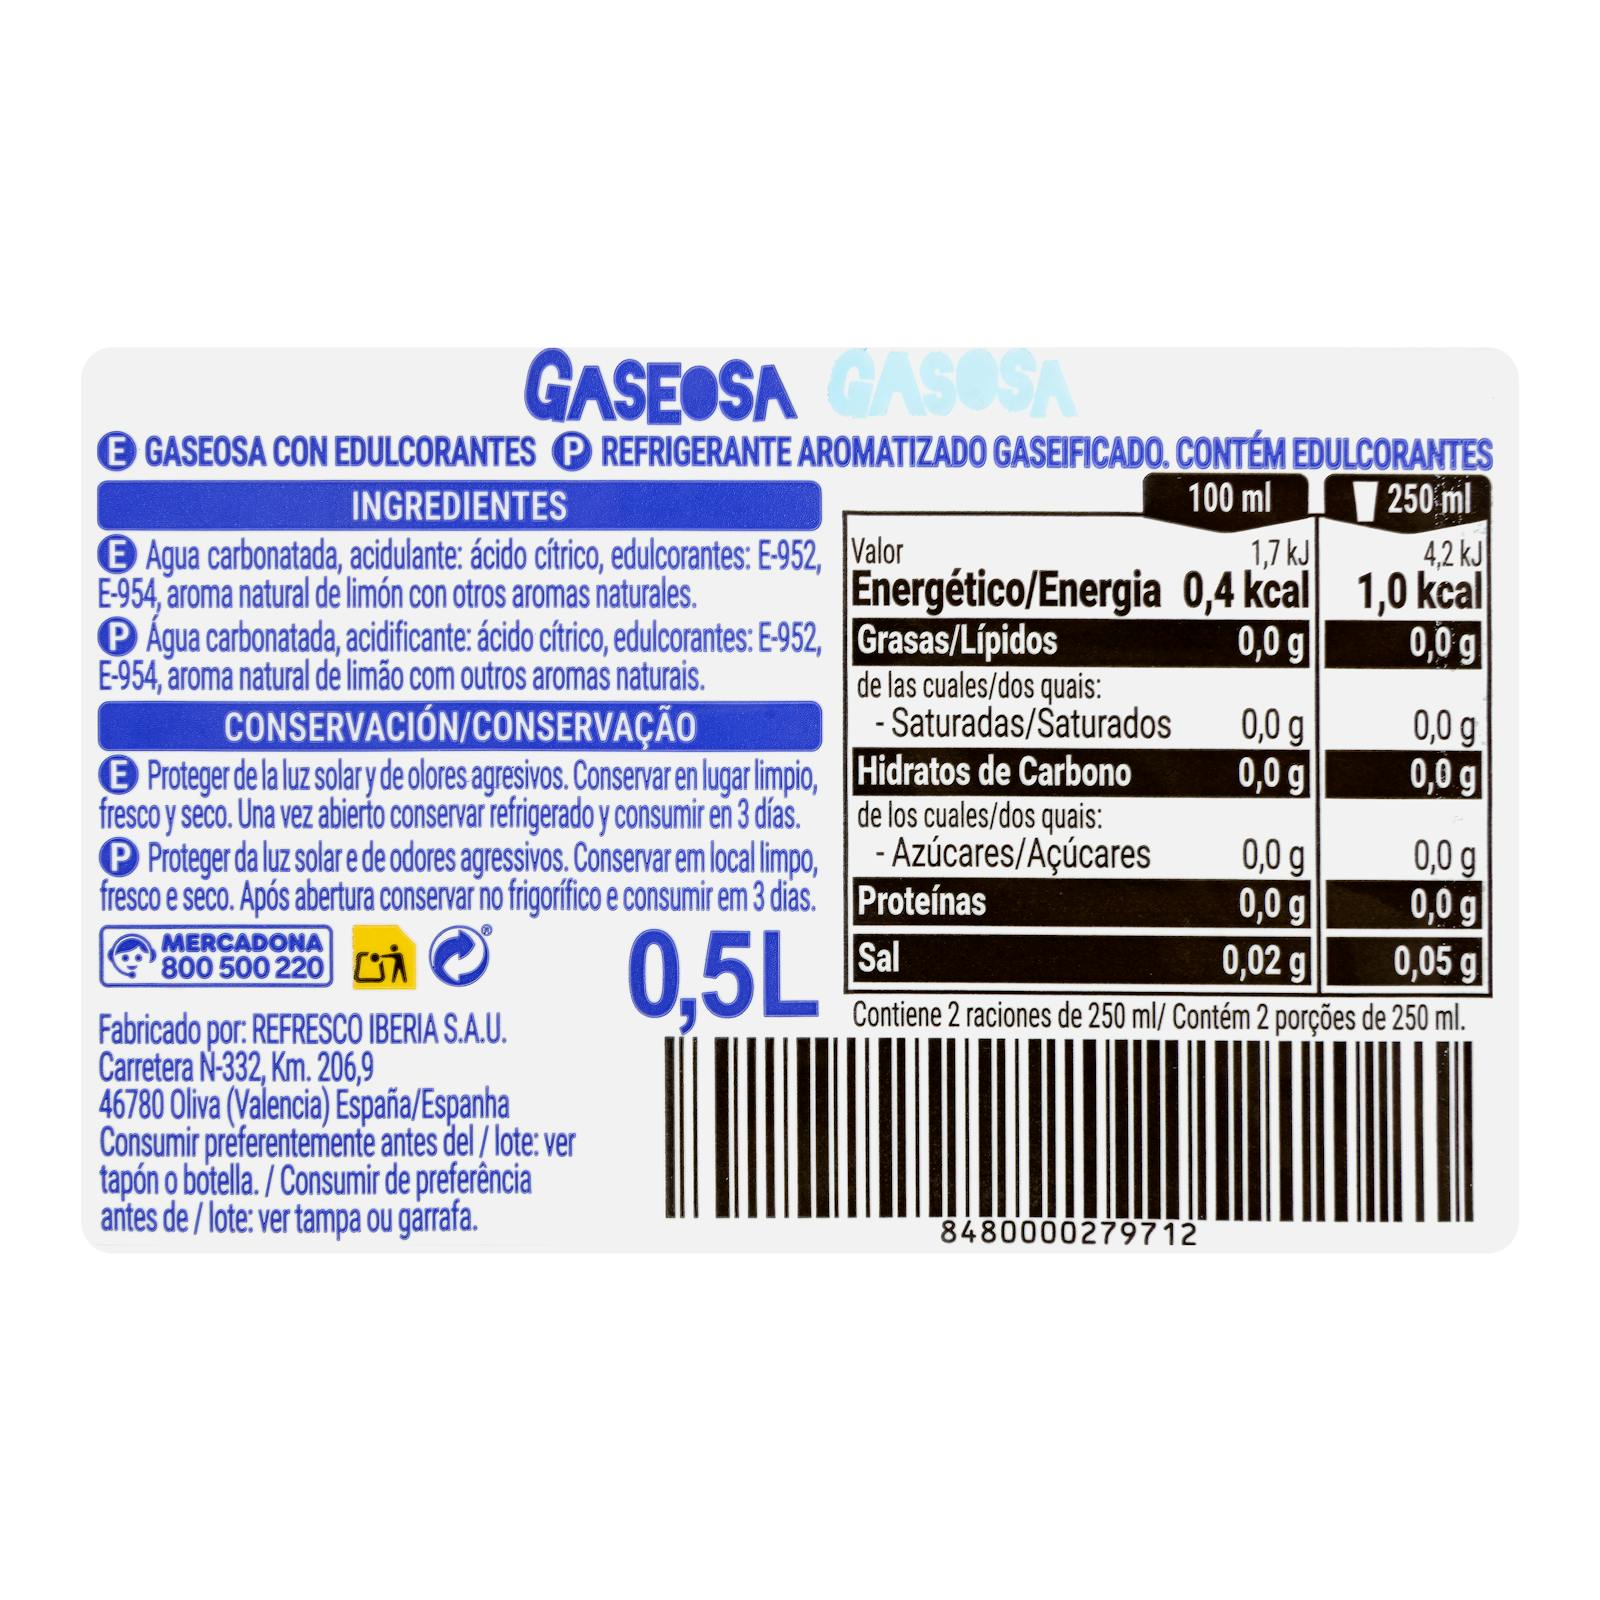 GASEOSA GASOSA
E GASEOSA CON EDULCORANTES P REFRIGERANTE AROMATIZADO GASEIFICADO. CONTÉM EDULCORANTES
INGREDIENTES
E Agua carbonatada, acidulante: ácido cítrico, edulcorantes: E-952,
E-954, aroma natural de limón con otros aromas naturales.
P Água carbonatada, acidificante: ácido cítrico, edulcorantes: E-952,
E-954, aroma natural de limão com outros aromas naturais.
CONSERVACIÓN/CONSERVAÇÃO
E Proteger de la luz solar y de olores agresivos. Conservar en lugar limpio,
fresco y seco. Una vez abierto conservar refrigerado y consumir en 3 días.
P Proteger da luz solar e de odores agressivos. Conservar em local limpo,
fresco e seco. Após abertura conservar no frigorífico e consumir em 3 dias.
MERCADONA
800 500 220
®
0,5L
Fabricado por: REFRESCO IBERIA S.A.U.
Carretera N-332, Km. 206,9
46780 Oliva (Valencia) España/Espanha
Consumir preferentemente antes del / lote: ver
tapón o botella. / Consumir de preferência
antes de / lote: ver tampa ou garrafa.
100 ml 250 ml
Valor 1,7 kJ 4,2 kJ
Energético/Energia 0,4 kcal 1,0 kcal
Grasas/Lípidos 0,0 g 0,0 g
de las cuales/dos quais:
- Saturadas/Saturados 0,0 g 0,0 g
Hidratos de Carbono 0,0 g 0,0 g
de los cuales/dos quais:
- Azúcares/Açúcares 0,0 g 0,0 g
Proteínas 0,0 g 0,0 g
Sal 0,02 g 0,05 g
Contiene 2 raciones de 250 ml/ Contém 2 porções de 250 ml.
8480000279712